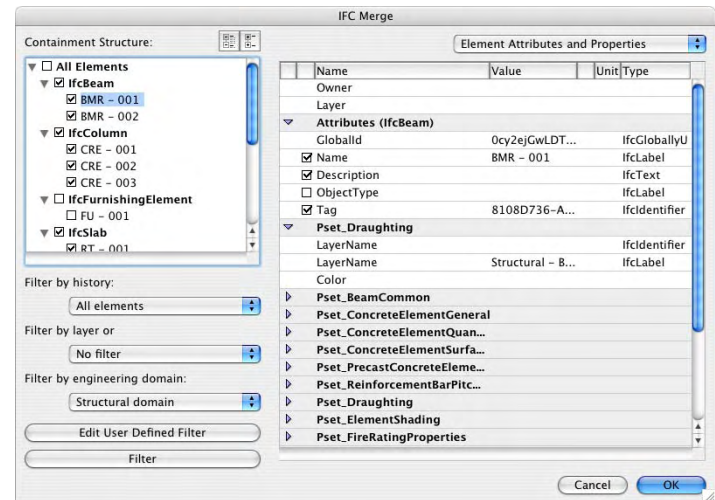 IFC Merge
Containment Structure:
All Elements
IfcBeam
BMR - 001
BMR - 002
IfcColumn
CRE - 001
CRE - 002
CRE - 003
IfcFurnishingElement
FU - 001
IfcSlab
RT - 001
Filter by history:
All elements
Filter by layer or
No filter
Filter by engineering domain:
Structural domain
Edit User Defined Filter
Filter
Element Attributes and Properties
Name Value Unit Type
Owner
Layer
Attributes (IfcBeam)
GlobalId 0cy2ejGwLDT... IfcGloballyU
Name BMR - 001 IfcLabel
Description IfcText
ObjectType IfcLabel
Tag 8108D736-A... IfcIdentifier
Pset_Draughting
LayerName IfcIdentifier
LayerName Structural - B... IfcLabel
Color
Pset_BeamCommon
Pset_ConcreteElementGeneral
Pset_ConcreteElementQuan...
Pset_ConcreteElementSurfa...
Pset_PrecastConcreteEleme...
Pset_ReinforcementBarPitc...
Pset_Draughting
Pset_ElementShading
Pset_FireRatingProperties
Cancel OK